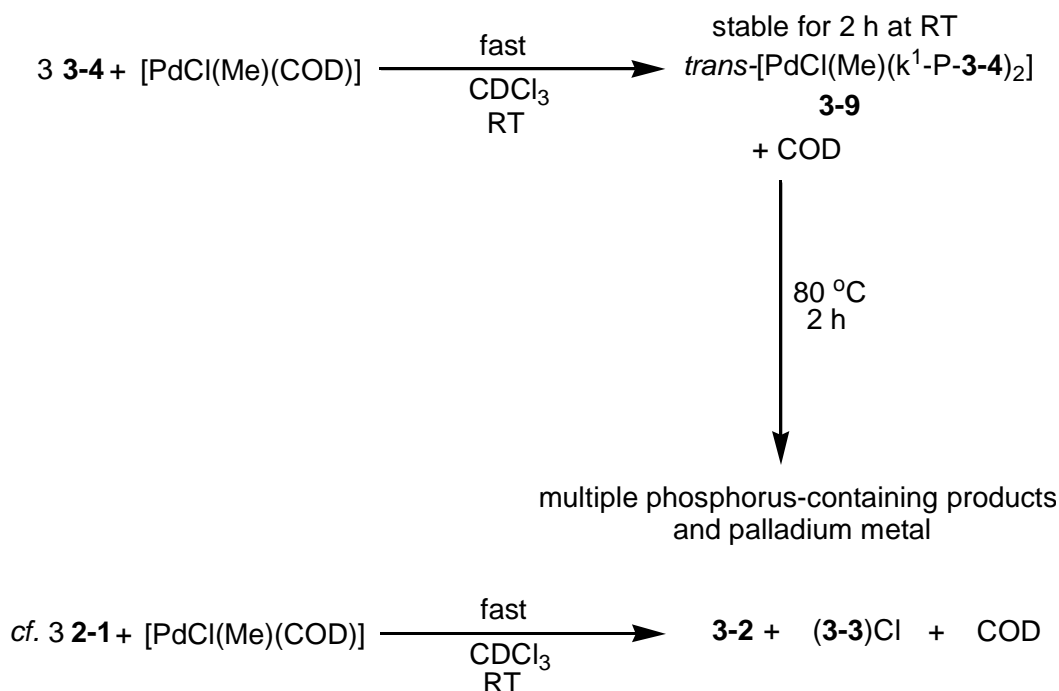 stable for 2 h at RT
3 3-4 + [PdCl(Me)(COD)]
fast
CDCl3
RT
trans-[PdCl(Me)(k1-P-3-4)2]
3-9
+ COD
80 oC
2 h
multiple phosphorus-containing products
and palladium metal
cf. 3 2-1 + [PdCl(Me)(COD)]
fast
CDCl3
RT
3-2 + (3-3)Cl + COD